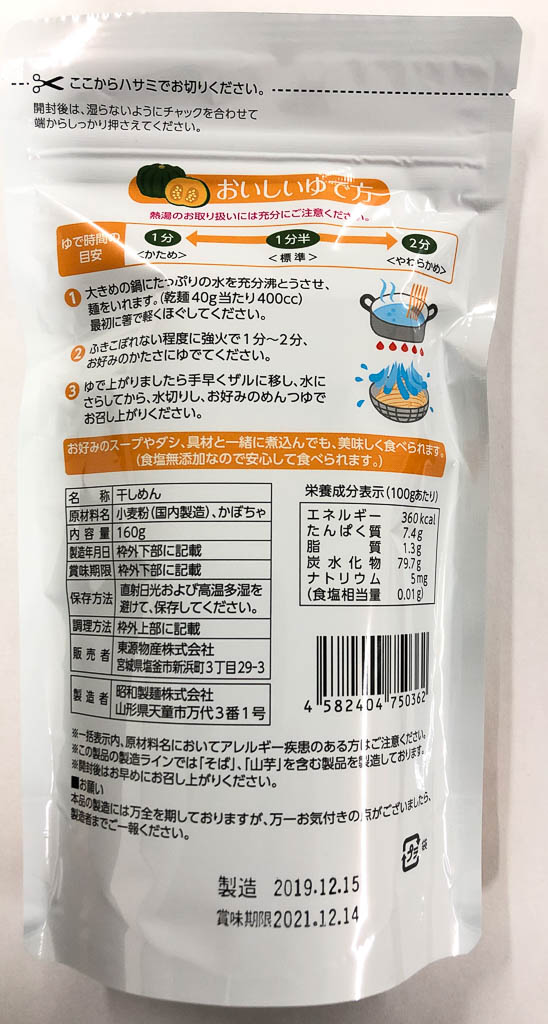 ここからハサミでお切りください。
開封後は、湿らないようにチャックを合わせて
端からしっかり押さえてください。
おいしいゆで方
熱湯のお取り扱いには充分にご注意ください。
ゆで時間の
目安
1分
<かため>
1分半
<標準>
2分
<やわらかめ>
1 大きめの鍋にたっぷりの水を充分沸とうさせ、
麺をいれます。(乾麺40g当たり400cc)
最初に箸で軽くほぐしてください。
2 ふきこぼれない程度に強火で1分〜2分、
お好みのかたさにゆでてください。
3 ゆで上がりましたら手早くザルに移し、水に
さらしてから、水切りし、お好みのめんつゆで
お召し上がりください。
お好みのスープやダシ、具材と一緒に煮込んでも、美味しく食べられます。
(食塩無添加なので安心して食べられます。)
名称 干しめん
原材料名 小麦粉(国内製造)、かぼちゃ
内容量 160g
製造年月日 枠外下部に記載
賞味期限 枠外下部に記載
保存方法 直射日光および高温多湿を
避けて、保存してください。
調理方法 枠外上部に記載
販売者 東源物産株式会社
宮城県塩釜市新浜町3丁目29-3
製造者 昭和製麺株式会社
山形県天童市万代3番1号
栄養成分表示(100gあたり)
エネルギー 360kcal
たんぱく質 7.4g
脂質 1.3g
炭水化物 79.7g
ナトリウム 5mg
(食塩相当量 0.01g)
4 582404 750362
※一括表示内、原材料名においてアレルギー疾患のある方はご注意ください。
※この製品の製造ラインでは「そば」、「山芋」を含む製品を製造しております。
※開封後はお早めにお召し上がりください。
■お願い
本品の製造には万全を期しておりますが、万一お気付きの点がございましたら、
製造者までご一報ください。
プラ
袋
製造 2019.12.15
賞味期限2021.12.14